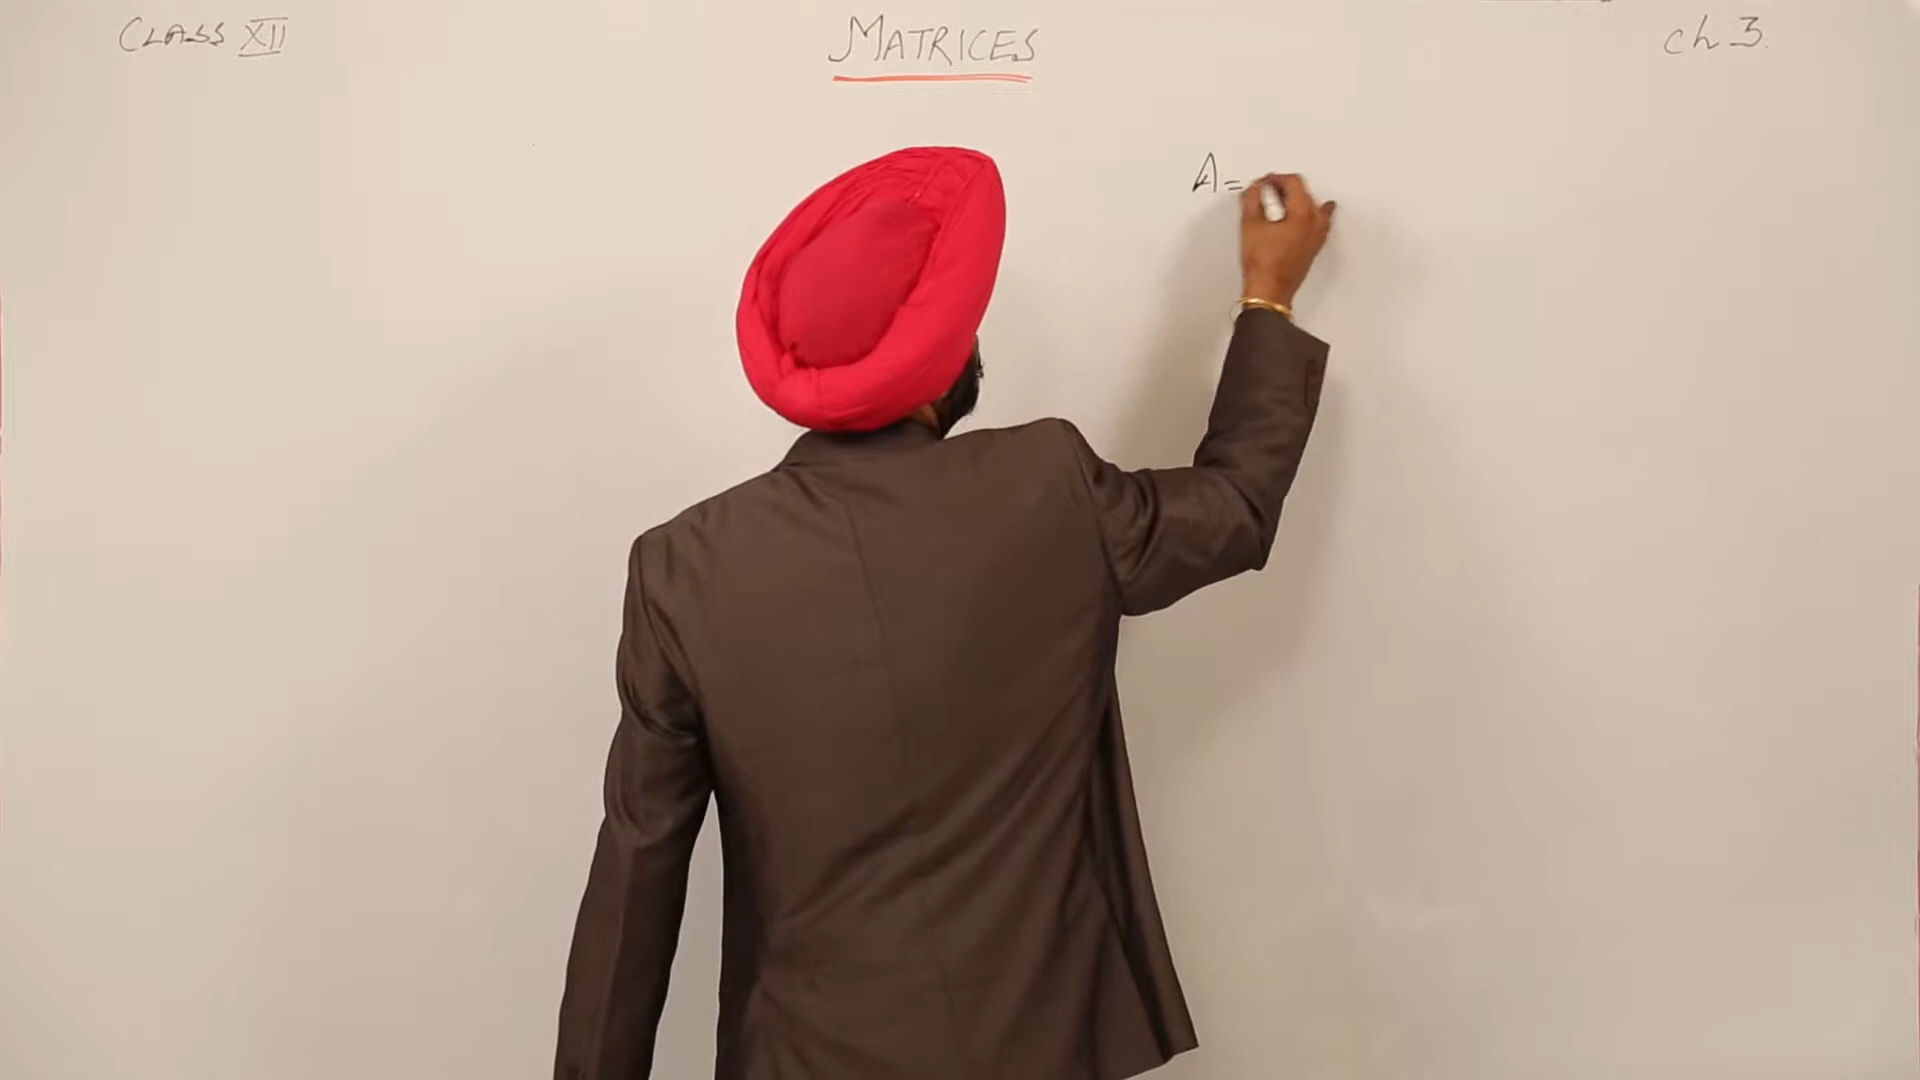 CLASS XII
MATRICES
Ch 3.
A=